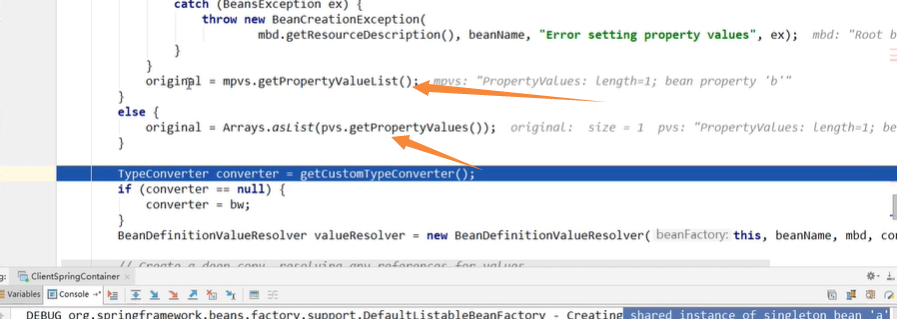 catch (BeansException ex) {
throw new BeanCreationException(
mbd.getResourceDescription(), beanName, "Error setting property values", ex); mbd: "Root b
}
}
original = mpvs.getPropertyValueList(); mpvs: "PropertyValues: length=1; bean property 'b'"
}
else {
original = Arrays.asList(pvs.getPropertyValues()); original: size = 1 pvs: "PropertyValues: length=1; be
}
TypeConverter converter = getCustomTypeConverter();
if (converter == null) {
converter = bw;
}
BeanDefinitionValueResolver valueResolver = new BeanDefinitionValueResolver( beanFactory: this, beanName, mbd, con
// Create a deep copy, resolving any references for values.
g: ClientSpringContainer ×
Variables Console
DEBUG org.springframework.beans.factory.support.DefaultListableBeanFactory - Creating shared instance of singleton bean 'a'